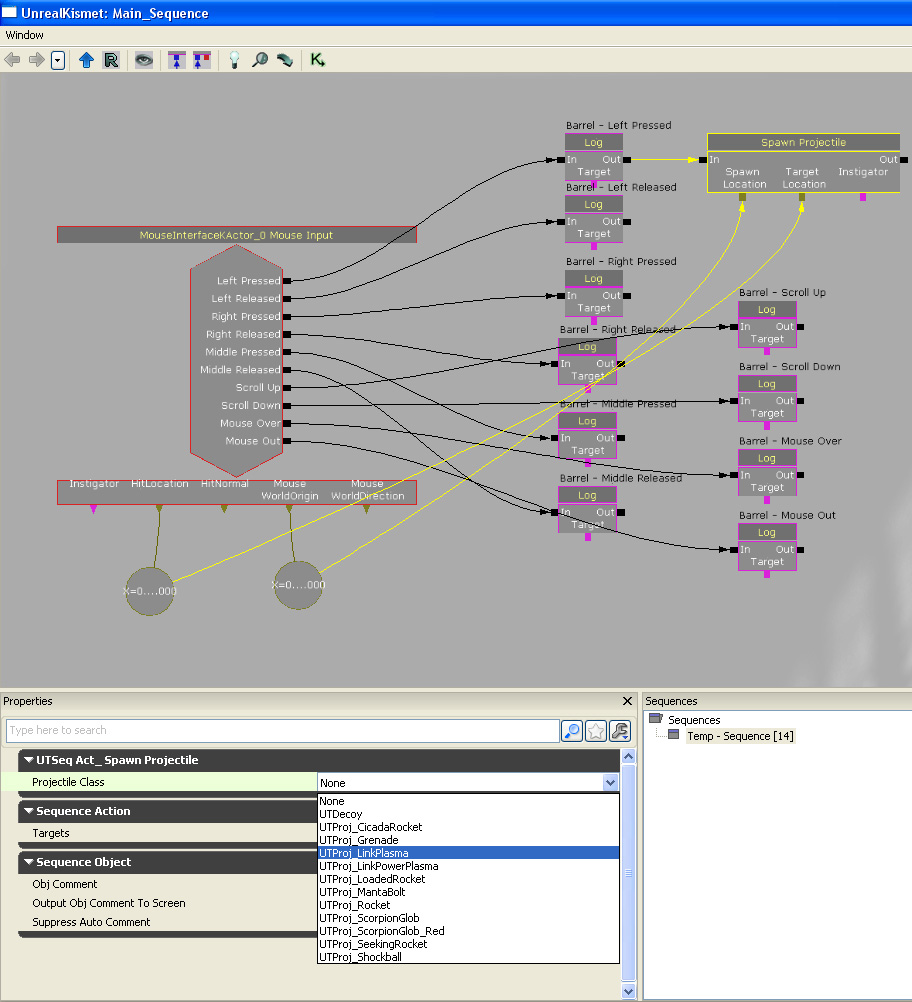 UnrealKismet: Main_Sequence
Window
Barrel - Left Pressed
Log
In Out
Target
Spawn Projectile
In Out
Spawn Location
Target Location
Instigator
Barrel - Left Released
Log
In Out
Target
MouseInterfaceKActor_0 Mouse Input
Left Pressed
Left Released
Right Pressed
Right Released
Middle Pressed
Middle Released
Scroll Up
Scroll Down
Mouse Over
Mouse Out
Instigator
HitLocation
HitNormal
Mouse WorldOrigin
Mouse WorldDirection
X=0....000
X=0....000
Barrel - Right Pressed
Log
In Out
Target
Barrel - Right Released
Log
In Out
Target
Barrel - Middle Pressed
Log
In Out
Target
Barrel - Middle Released
Log
In Out
Target
Barrel - Scroll Up
Log
In Out
Target
Barrel - Scroll Down
Log
In Out
Target
Barrel - Mouse Over
Log
In Out
Target
Barrel - Mouse Out
Log
In Out
Target
Properties
Type here to search
UTSeq Act_ Spawn Projectile
Projectile Class
None
None
UTDecoy
UTProj_CicadaRocket
UTProj_Grenade
UTProj_LinkPlasma
UTProj_LinkPowerPlasma
UTProj_LoadedRocket
UTProj_MantaBolt
UTProj_Rocket
UTProj_ScorpionGlob
UTProj_ScorpionGlob_Red
UTProj_SeekingRocket
UTProj_Shockball
Sequence Action
Targets
Sequence Object
Obj Comment
Output Obj Comment To Screen
Suppress Auto Comment
Sequences
Sequences
Temp - Sequence [14]